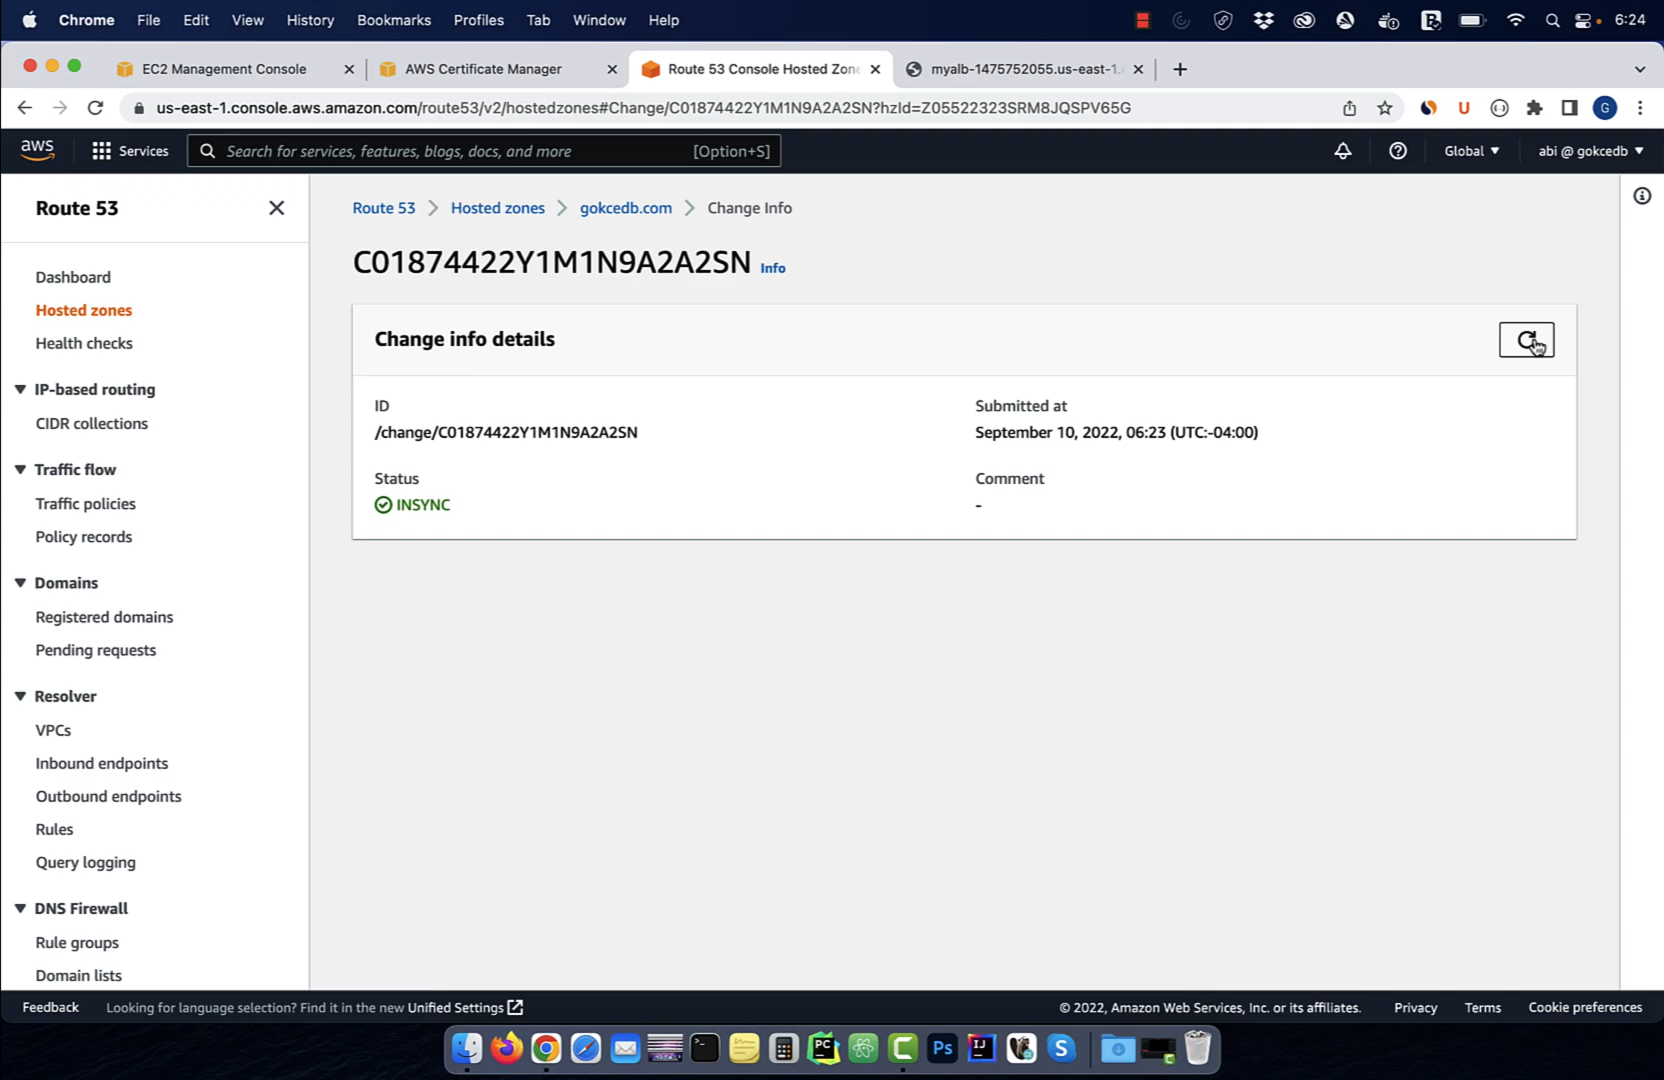 Chrome File Edit View History Bookmarks Profiles Tab Window Help 6:24
EC2 Management Console AWS Certificate Manager Route 53 Console Hosted Zone myalb-1475752055.us-east-1.
us-east-1.console.aws.amazon.com/route53/v2/hostedzones#Change/C01874422Y1M1N9A2A2SN?hzId=Z05522323SRM8JQSPV65G U G
aws Services Search for services, features, blogs, docs, and more [Option+S] Global abi @ gokcedb
Route 53
Dashboard
Hosted zones
Health checks
IP-based routing
CIDR collections
Traffic flow
Traffic policies
Policy records
Domains
Registered domains
Pending requests
Resolver
VPCs
Inbound endpoints
Outbound endpoints
Rules
Query logging
DNS Firewall
Rule groups
Domain lists
Route 53 Hosted zones gokcedb.com Change Info
C01874422Y1M1N9A2A2SN Info
Change info details
ID
/change/C01874422Y1M1N9A2A2SN
Submitted at
September 10, 2022, 06:23 (UTC:-04:00)
Status
INSYNC
Comment
-
Feedback Looking for language selection? Find it in the new Unified Settings © 2022, Amazon Web Services, Inc. or its affiliates. Privacy Terms Cookie preferences
PC Ps IJ S